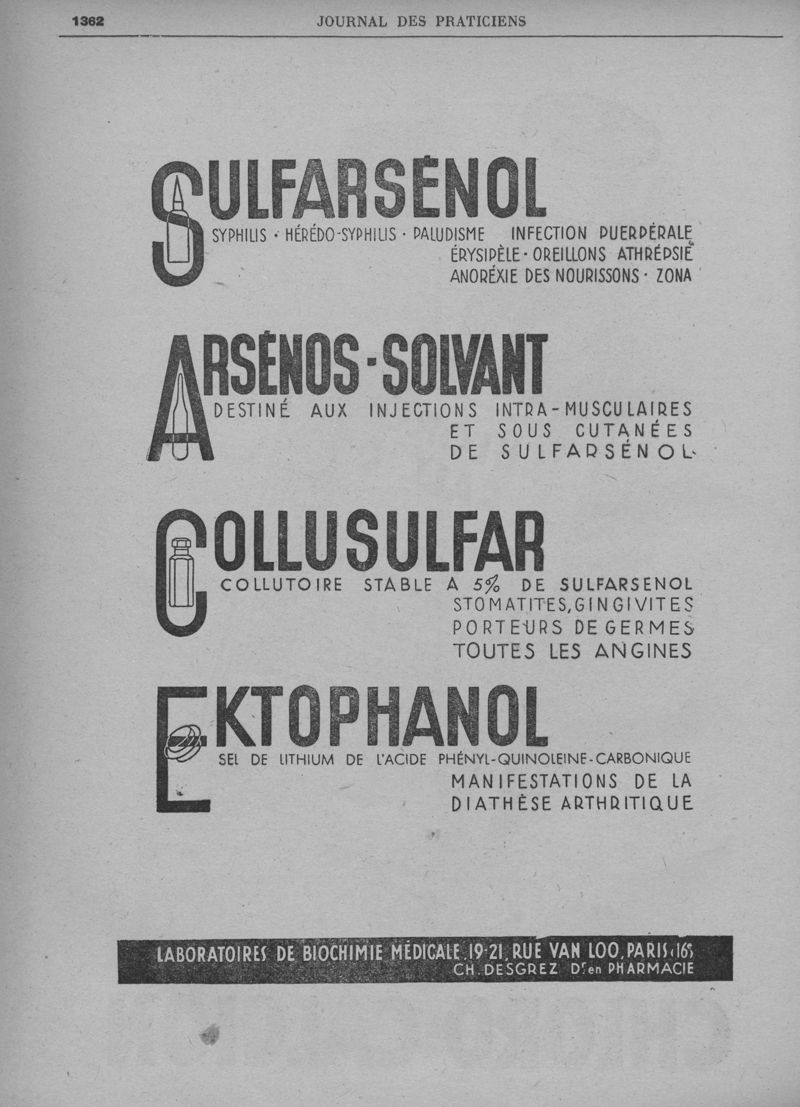 1362
JOURNAL DES PRATICIENS
SULFARSÉNOL
SYPHILIS · HÉRÉDO-SYPHILIS · PALUDISME INFECTION PUERPÉRALE
ÉRYSIPÈLE · OREILLONS ATHRÉPSIE
ANORÉXIE DES NOURISSONS · ZONA
ARSÉNOS-SOLVANT
DESTINÉ AUX INJECTIONS INTRA-MUSCULAIRES
ET SOUS CUTANÉES
DE SULFARSÉNOL
COLLUSULFAR
COLLUTOIRE STABLE A 5% DE SULFARSENOL
STOMATITES, GINGIVITES
PORTEURS DE GERMES
TOUTES LES ANGINES
EKTOPHANOL
SEL DE LITHIUM DE L'ACIDE PHÉNYL-QUINOLEINE-CARBONIQUE
MANIFESTATIONS DE LA
DIATHÈSE ARTHRITIQUE
LABORATOIRES DE BIOCHIMIE MÉDICALE, 19-21, RUE VAN LOO, PARIS (16e)
CH. DESGREZ Dr en PHARMACIE